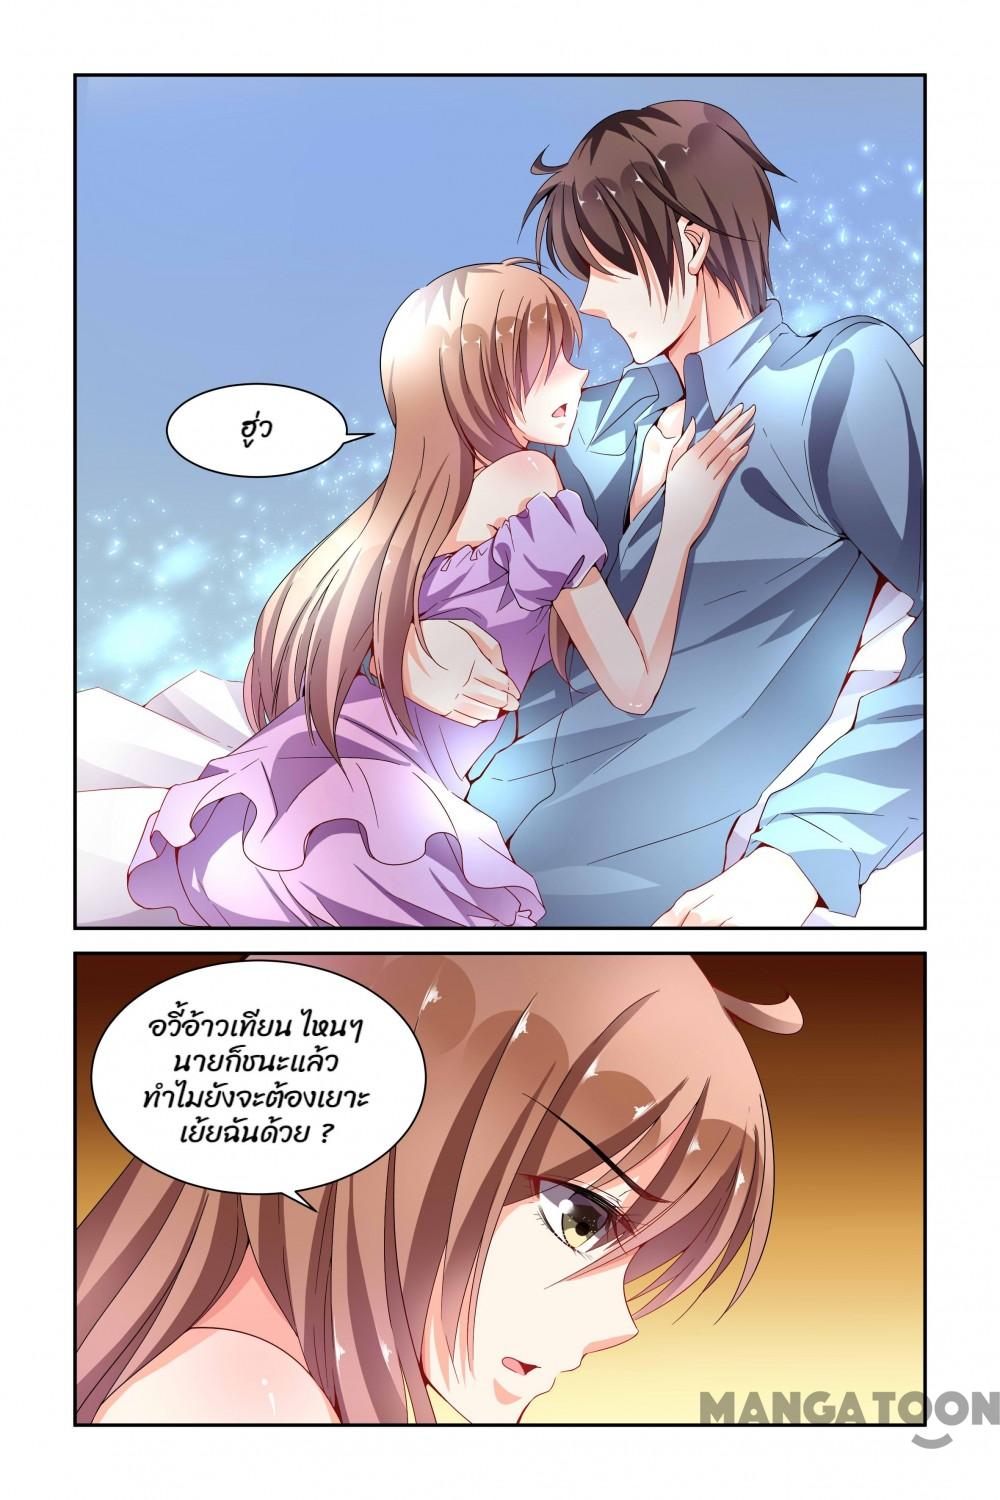 ฮู่ว
อวี้อ้าวเทียน ไหนๆ
นายก็ชนะแล้ว
ทำไมยังจะต้องเยาะ
เย้ยฉันด้วย ?
MANGATOON